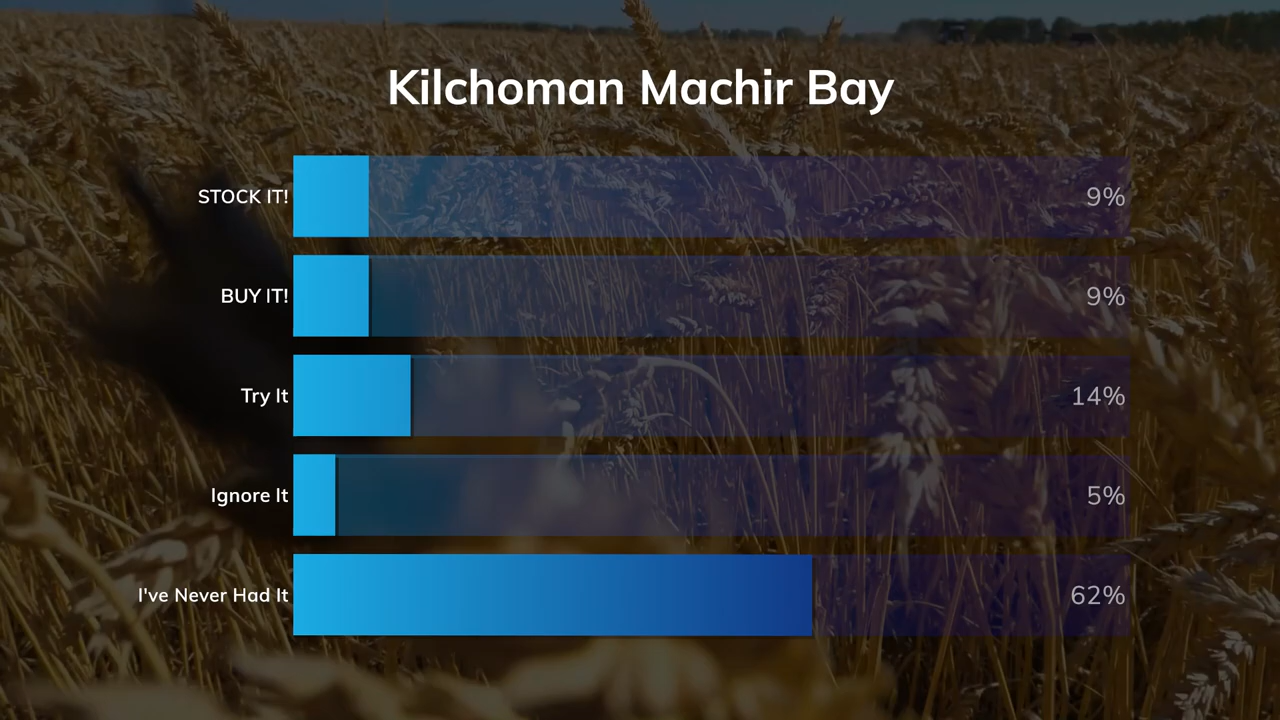 Kilchoman Machir Bay
STOCK IT! 9%
BUY IT! 9%
Try It 14%
Ignore It 5%
I've Never Had It 62%